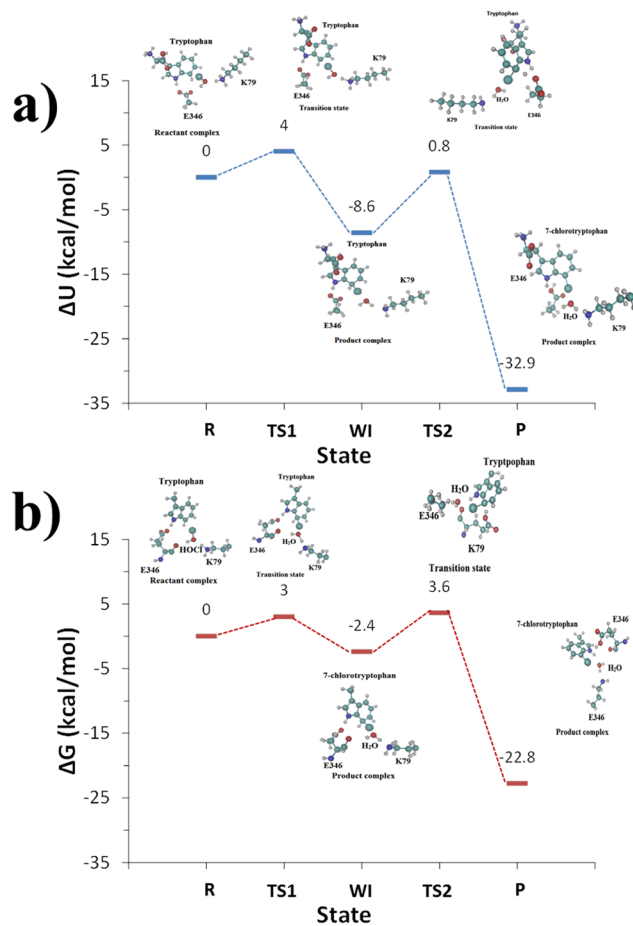 a)
ΔU (kcal/mol)
15
5
-5
-15
-25
-35
Tryptophan
K79
E346
Reactant complex
0
Tryptophan
K79
E346
Transition state
4
Tryptophan
K79
H₂O
E346
Transition state
0.8
-8.6
Tryptophan
K79
E346
Product complex
7-chlorotryptophan
E346
H₂O
K79
Product complex
-32.9
R TS1 WI TS2 P
State
b)
ΔG (kcal/mol)
15
5
-5
-15
-25
-35
Tryptophan
HOCl
K79
E346
Reactant complex
0
Tryptophan
E346
H₂O
K79
Transition state
3
Tryptpophan
H₂O
E346
K79
Transition state
3.6
-2.4
7-chlorotryptophan
H₂O
E346
K79
Product complex
E346
7-chlorotryptophan
H₂O
E346
Product complex
-22.8
R TS1 WI TS2 P
State